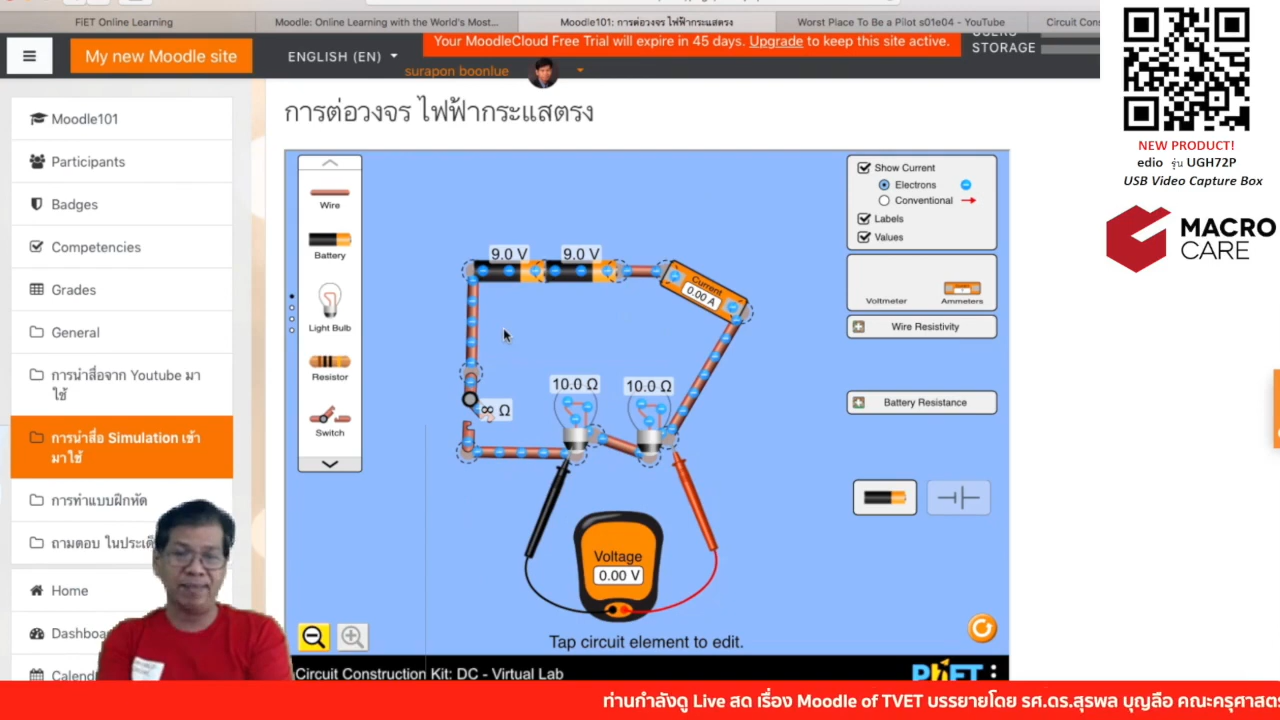 FiET Online Learning
Moodle: Online Learning with the World's Most...
Moodle101: การต่อวงจร ไฟฟ้ากระแสตรง
Worst Place To Be a Pilot s01e04 - YouTube
Circuit Cons
My new Moodle site
ENGLISH (EN)
Your MoodleCloud Free Trial will expire in 45 days. Upgrade to keep this site active.
surapon boonlue
USERS
STORAGE
NEW PRODUCT!
edio รุ่น UGH72P
USB Video Capture Box
MACRO
CARE
Moodle101
Participants
Badges
Competencies
Grades
General
การนำสื่อจาก Youtube มา
ใช้
การนำสื่อ Simulation เข้า
มาใช้
การทำแบบฝึกหัด
ถามตอบ ในประเด็
Home
Dashboa
Calend
การต่อวงจร ไฟฟ้ากระแสตรง
Wire
Battery
Light Bulb
Resistor
Switch
9.0 V
9.0 V
Current
0.00 A
∞ Ω
10.0 Ω
10.0 Ω
Voltage
0.00 V
Tap circuit element to edit.
Show Current
Electrons
Conventional
Labels
Values
Voltmeter
Ammeters
Wire Resistivity
Battery Resistance
Circuit Construction Kit: DC - Virtual Lab
PhET
ท่านกำลังดู Live สด เรื่อง Moodle of TVET บรรยายโดย รศ.ดร.สุรพล บุญลือ คณะครุศาสตร